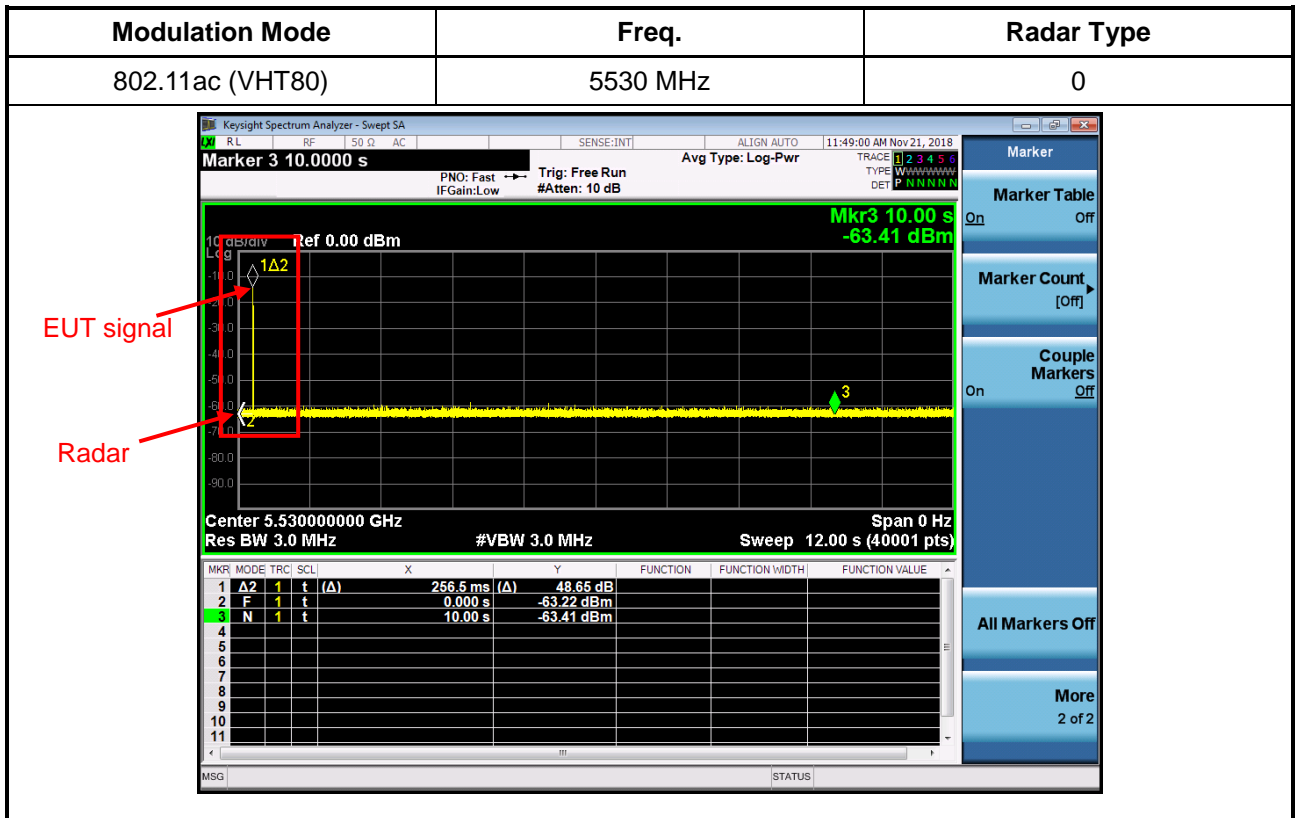 Modulation Mode Freq. Radar Type
802.11ac (VHT80) 5530 MHz 0
Keysight Spectrum Analyzer - Swept SA
LXI RL RF 50 Ω AC SENSE:INT ALIGN AUTO 11:49:00 AM Nov 21, 2018
Marker 3 10.0000 s
PNO: Fast
IFGain:Low
Trig: Free Run
#Atten: 10 dB
Avg Type: Log-Pwr
TRACE 1 2 3 4 5 6
TYPE WWWWWW
DET P N N N N N
Mkr3 10.00 s
-63.41 dBm
10 dB/div Ref 0.00 dBm
Log
-10.0
-20.0
-30.0
-40.0
-50.0
-60.0
-70.0
-80.0
-90.0
1Δ2
2
3
EUT signal
Radar
Center 5.530000000 GHz Span 0 Hz
Res BW 3.0 MHz #VBW 3.0 MHz Sweep 12.00 s (40001 pts)
MKR MODE TRC SCL X Y FUNCTION FUNCTION WIDTH FUNCTION VALUE
1 Δ2 1 t (Δ) 256.5 ms (Δ) 48.65 dB
2 F 1 t 0.000 s -63.22 dBm
3 N 1 t 10.00 s -63.41 dBm
4
5
6
7
8
9
10
11
MSG STATUS
Marker
Marker Table
On Off
Marker Count
[Off]
Couple
Markers
On Off
All Markers Off
More
2 of 2